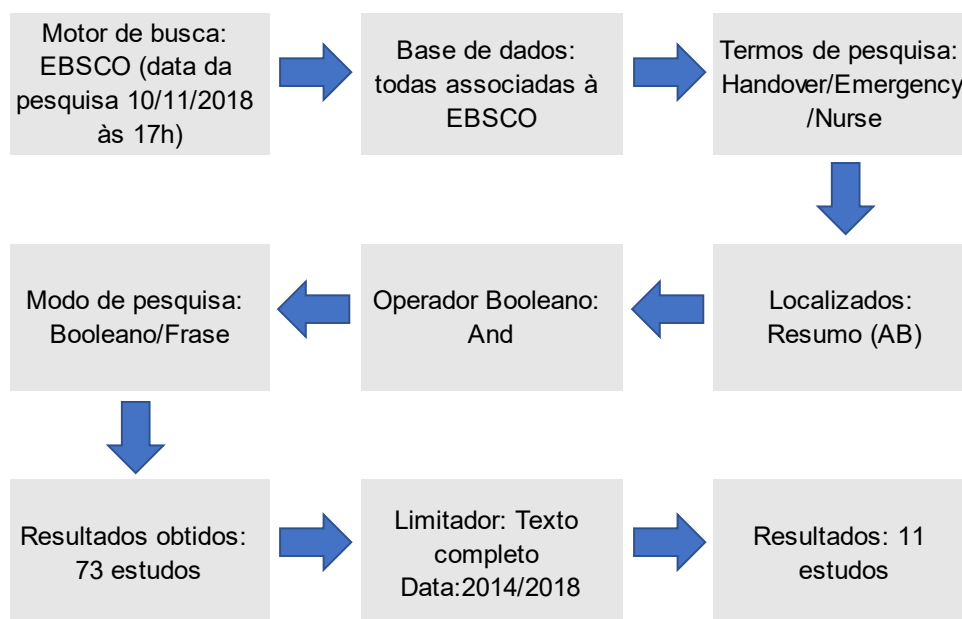 Motor de busca:
EBSCO (data da
pesquisa 10/11/2018
às 17h)
Base de dados:
todas associadas à
EBSCO
Termos de pesquisa:
Handover/Emergency
/Nurse
Localizados:
Resumo (AB)
Operador Booleano:
And
Modo de pesquisa:
Booleano/Frase
Resultados obtidos:
73 estudos
Limitador: Texto
completo
Data:2014/2018
Resultados: 11
estudos